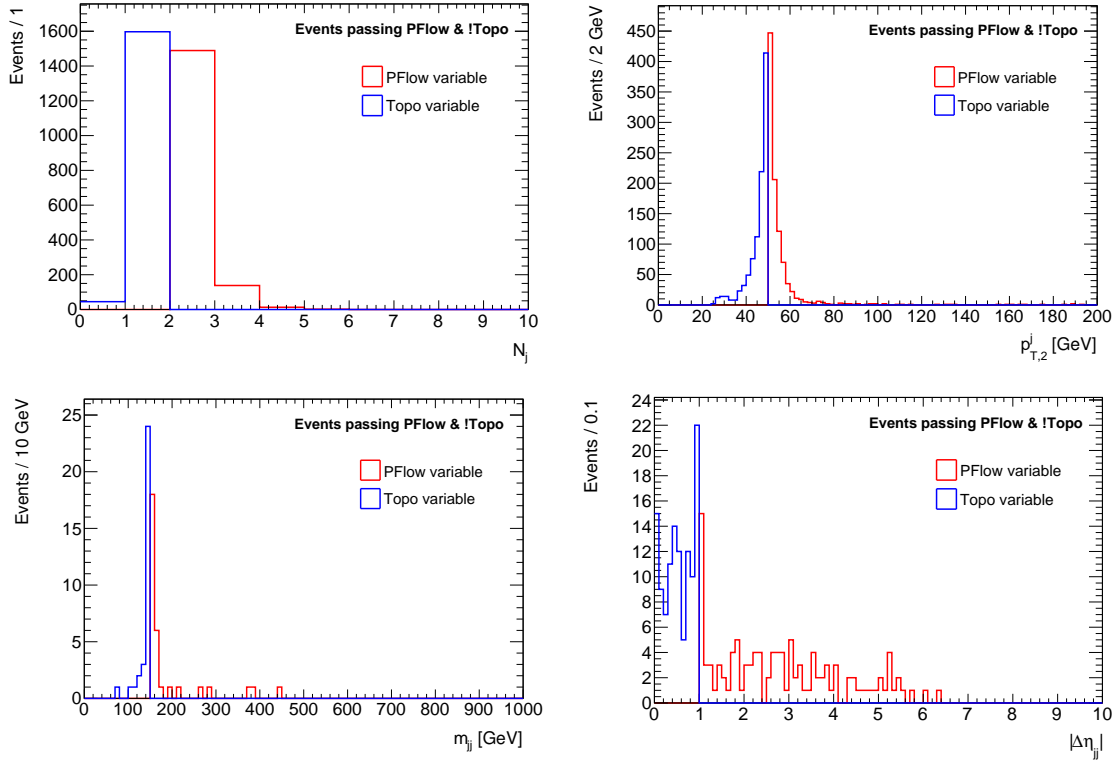 Events / 1
1600
1400
1200
1000
800
600
400
200
0
Events passing PFlow & !Topo
PFlow variable
Topo variable
0 1 2 3 4 5 6 7 8 9 10
N_j
Events / 2 GeV
450
400
350
300
250
200
150
100
50
0
Events passing PFlow & !Topo
PFlow variable
Topo variable
0 20 40 60 80 100 120 140 160 180 200
p^j_{T,2} [GeV]
Events / 10 GeV
25
20
15
10
5
0
Events passing PFlow & !Topo
PFlow variable
Topo variable
0 100 200 300 400 500 600 700 800 900 1000
m_{jj} [GeV]
Events / 0.1
24
22
20
18
16
14
12
10
8
6
4
2
0
Events passing PFlow & !Topo
PFlow variable
Topo variable
0 1 2 3 4 5 6 7 8 9 10
|Δη_{jj}|